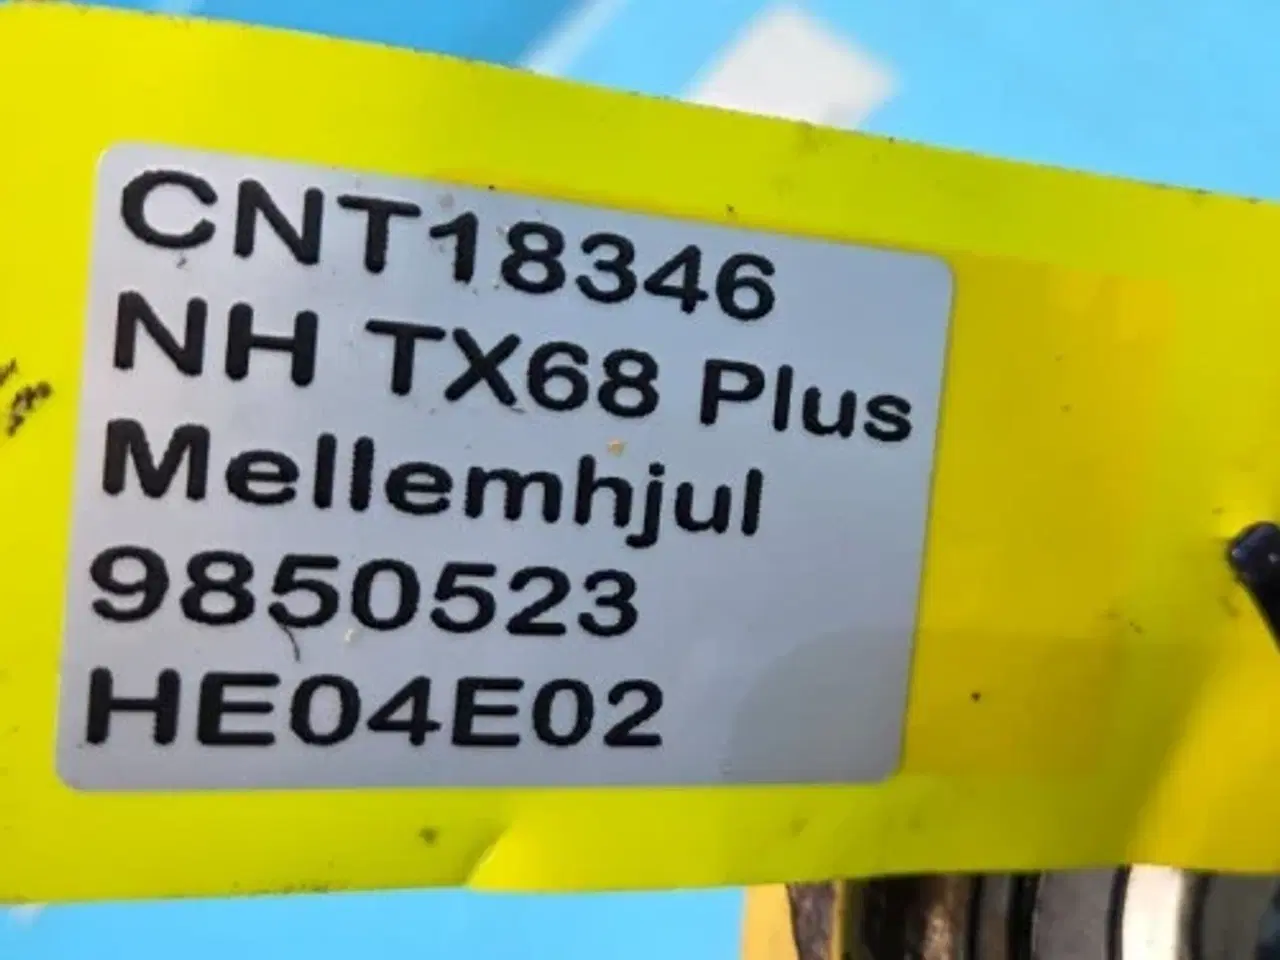 CNT18346
NH TX68 Plus
Mellemhjul
9850523
HE04E02